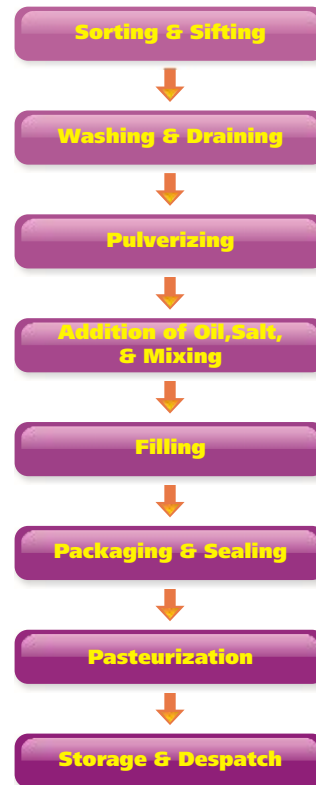 Sorting & Sifting
Washing & Draining
Pulverizing
Addition of Oil,Salt,
& Mixing
Filling
Packaging & Sealing
Pasteurization
Storage & Despatch